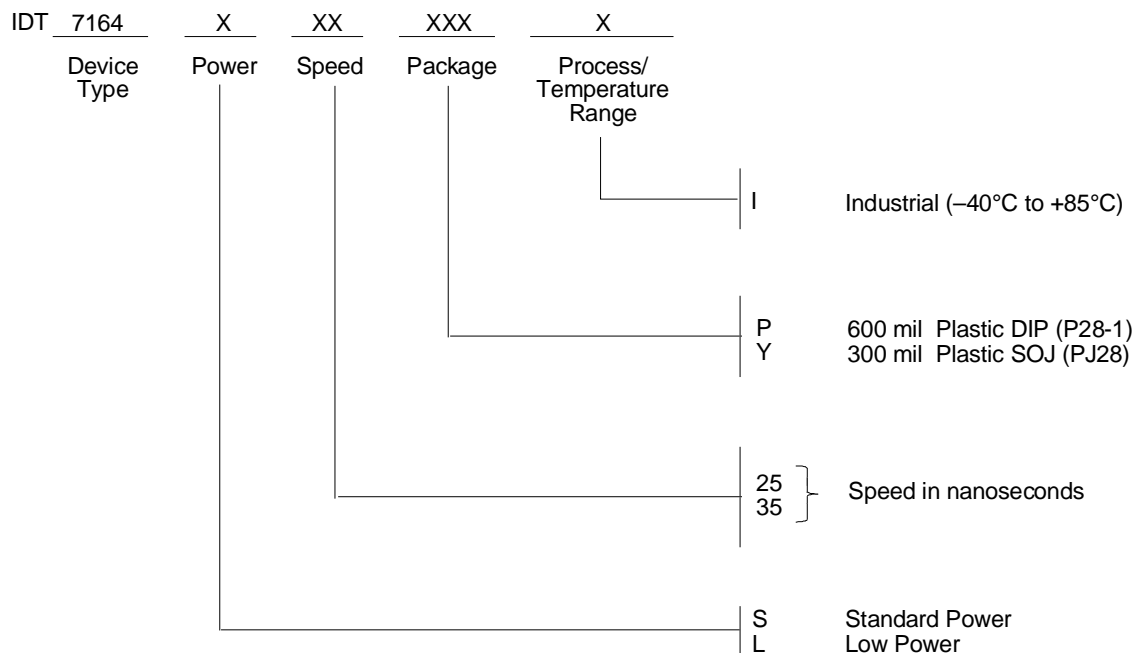 IDT 7164 X XX XXX X
Device Type
Power
Speed
Package
Process/
Temperature
Range
I Industrial (–40°C to +85°C)
P 600 mil Plastic DIP (P28-1)
Y 300 mil Plastic SOJ (PJ28)
25
35
Speed in nanoseconds
S Standard Power
L Low Power